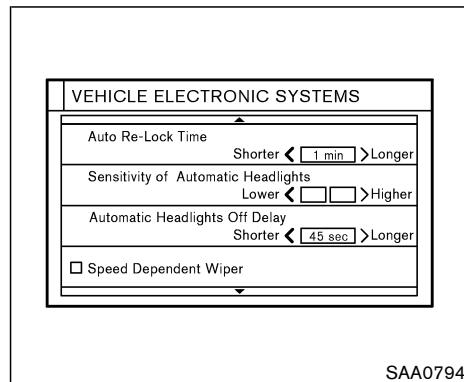 VEHICLE ELECTRONIC SYSTEMS
Auto Re-Lock Time
Shorter 1 min Longer
Sensitivity of Automatic Headlights
Lower Higher
Automatic Headlights Off Delay
Shorter 45 sec Longer
Speed Dependent Wiper
SAA0794